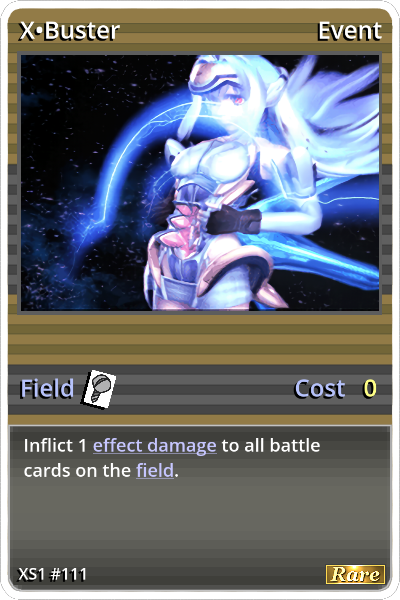 X•Buster Event
Field Cost 0
Inflict 1 effect damage to all battle
cards on the field.
XS1 #111 Rare